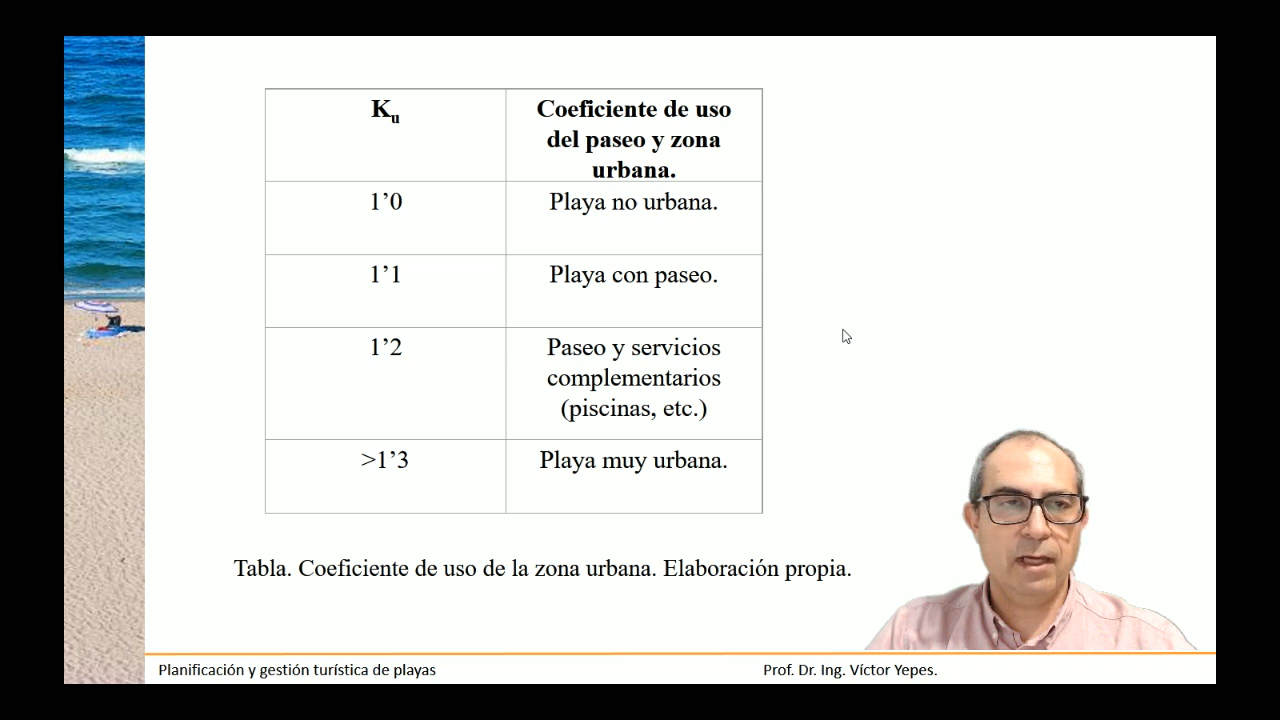 Ku
Coeficiente de uso
del paseo y zona
urbana.
1’0
Playa no urbana.
1’1
Playa con paseo.
1’2
Paseo y servicios
complementarios
(piscinas, etc.)
>1’3
Playa muy urbana.
Tabla. Coeficiente de uso de la zona urbana. Elaboración propia.
Planificación y gestión turística de playas
Prof. Dr. Ing. Víctor Yepes.